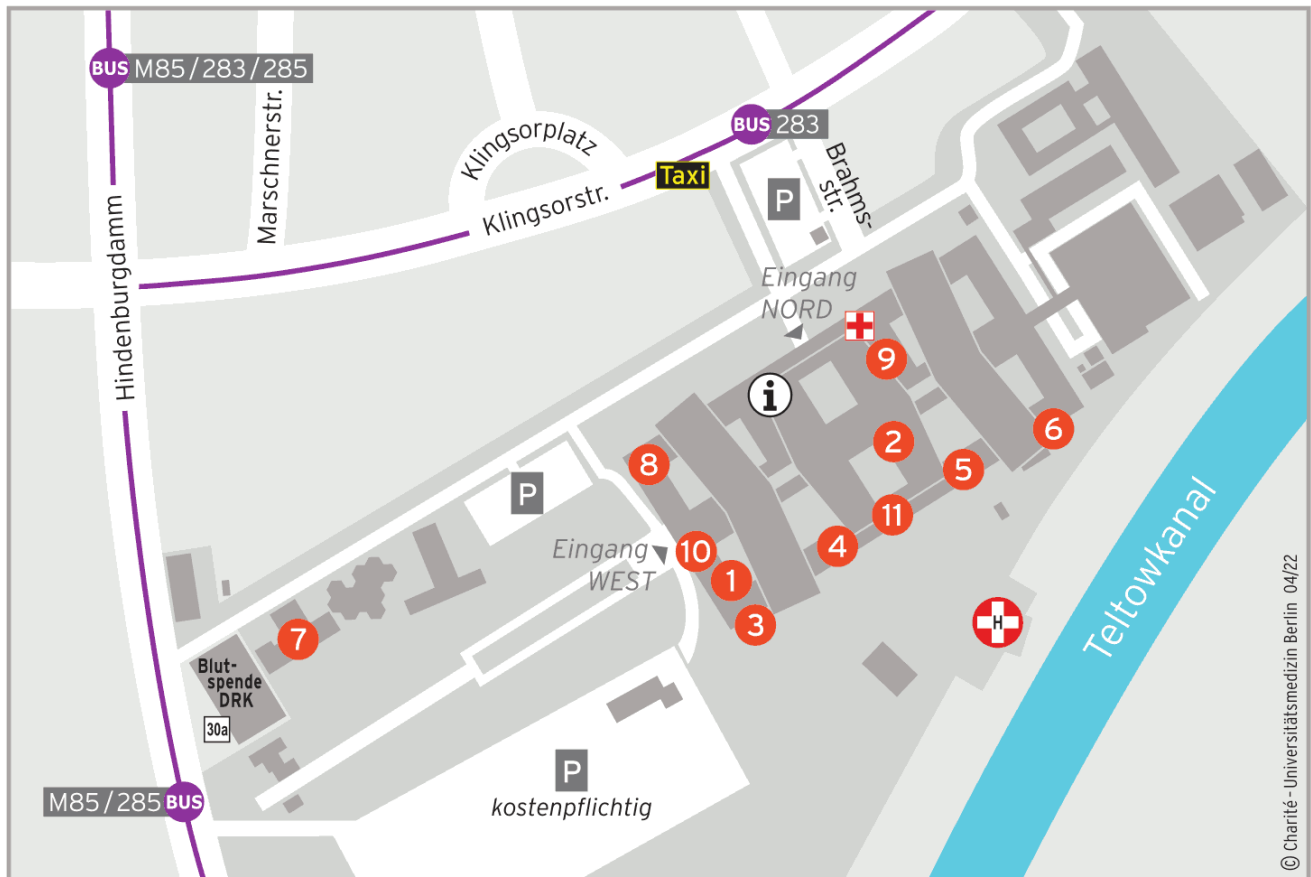 BUS M85/283/285
Marschnerstr.
Klingsorplatz
BUS 283
Taxi
Klingsorstr.
P
Brahms-
str.
Hindenburgdamm
Eingang
NORD
i
9
2
6
8
5
P
11
10
4
Eingang
WEST
1
3
7
H
Teltowkanal
Blut-
spende
DRK
30a
P
kostenpflichtig
M85/285 BUS
© Charité - Universitätsmedizin Berlin 04/22